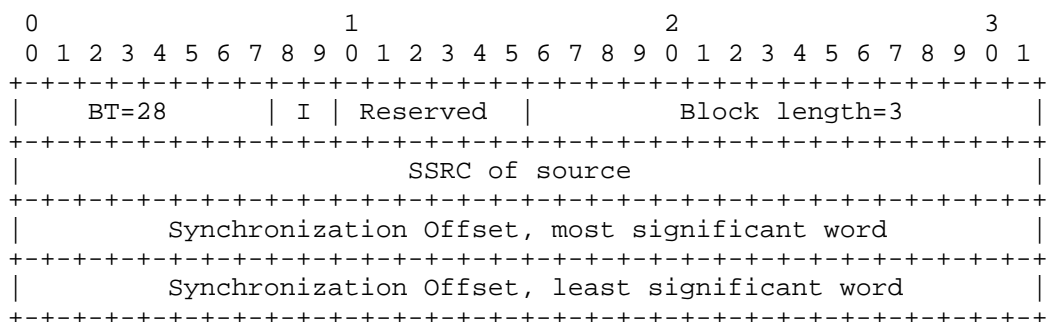 0                   1                   2                   3
 0 1 2 3 4 5 6 7 8 9 0 1 2 3 4 5 6 7 8 9 0 1 2 3 4 5 6 7 8 9 0 1
+-+-+-+-+-+-+-+-+-+-+-+-+-+-+-+-+-+-+-+-+-+-+-+-+-+-+-+-+-+-+-+-+
|    BT=28      | I | Reserved  |         Block length=3        |
+-+-+-+-+-+-+-+-+-+-+-+-+-+-+-+-+-+-+-+-+-+-+-+-+-+-+-+-+-+-+-+-+
|                        SSRC of source                         |
+-+-+-+-+-+-+-+-+-+-+-+-+-+-+-+-+-+-+-+-+-+-+-+-+-+-+-+-+-+-+-+-+
|         Synchronization Offset, most significant word         |
+-+-+-+-+-+-+-+-+-+-+-+-+-+-+-+-+-+-+-+-+-+-+-+-+-+-+-+-+-+-+-+-+
|         Synchronization Offset, least significant word        |
+-+-+-+-+-+-+-+-+-+-+-+-+-+-+-+-+-+-+-+-+-+-+-+-+-+-+-+-+-+-+-+-+